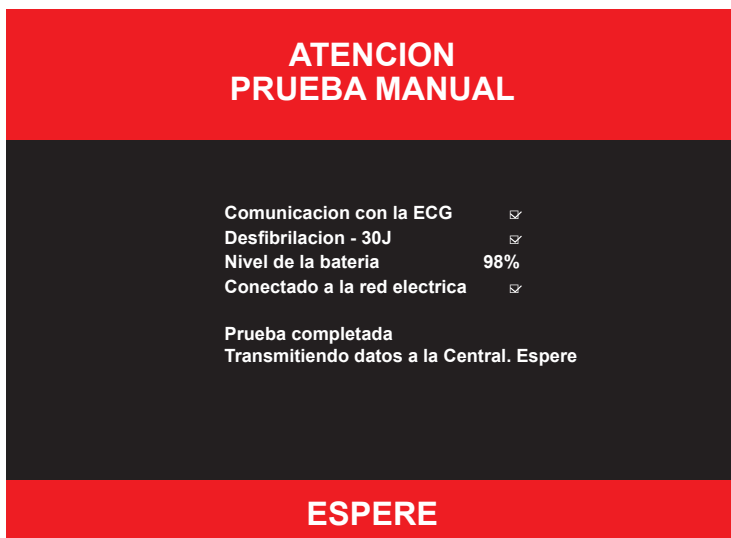 ATENCION
PRUEBA MANUAL
Comunicacion con la ECG ☑
Desfibrilacion - 30J ☑
Nivel de la bateria 98%
Conectado a la red electrica ☑
Prueba completada
Transmitiendo datos a la Central. Espere
ESPERE